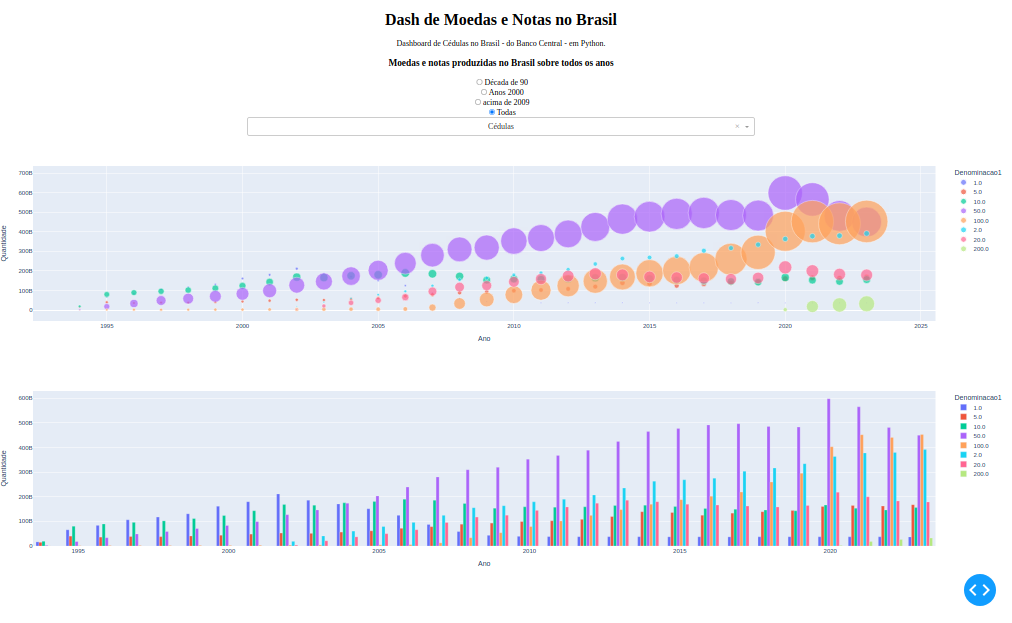 Dash de Moedas e Notas no Brasil
Dashboard de Cédulas no Brasil - do Banco Central - em Python.
Moedas e notas produzidas no Brasil sobre todos os anos
Década de 90
Anos 2000
acima de 2009
Todas
Cédulas
× 
Denominacao1
1.0
5.0
10.0
50.0
100.0
2.0
20.0
200.0
Quantidade
700B
600B
500B
400B
300B
200B
100B
0
1995 2000 2005 2010 2015 2020 2025
Ano
Denominacao1
1.0
5.0
10.0
50.0
100.0
2.0
20.0
200.0
Quantidade
600B
500B
400B
300B
200B
100B
0
1995 2000 2005 2010 2015 2020
Ano